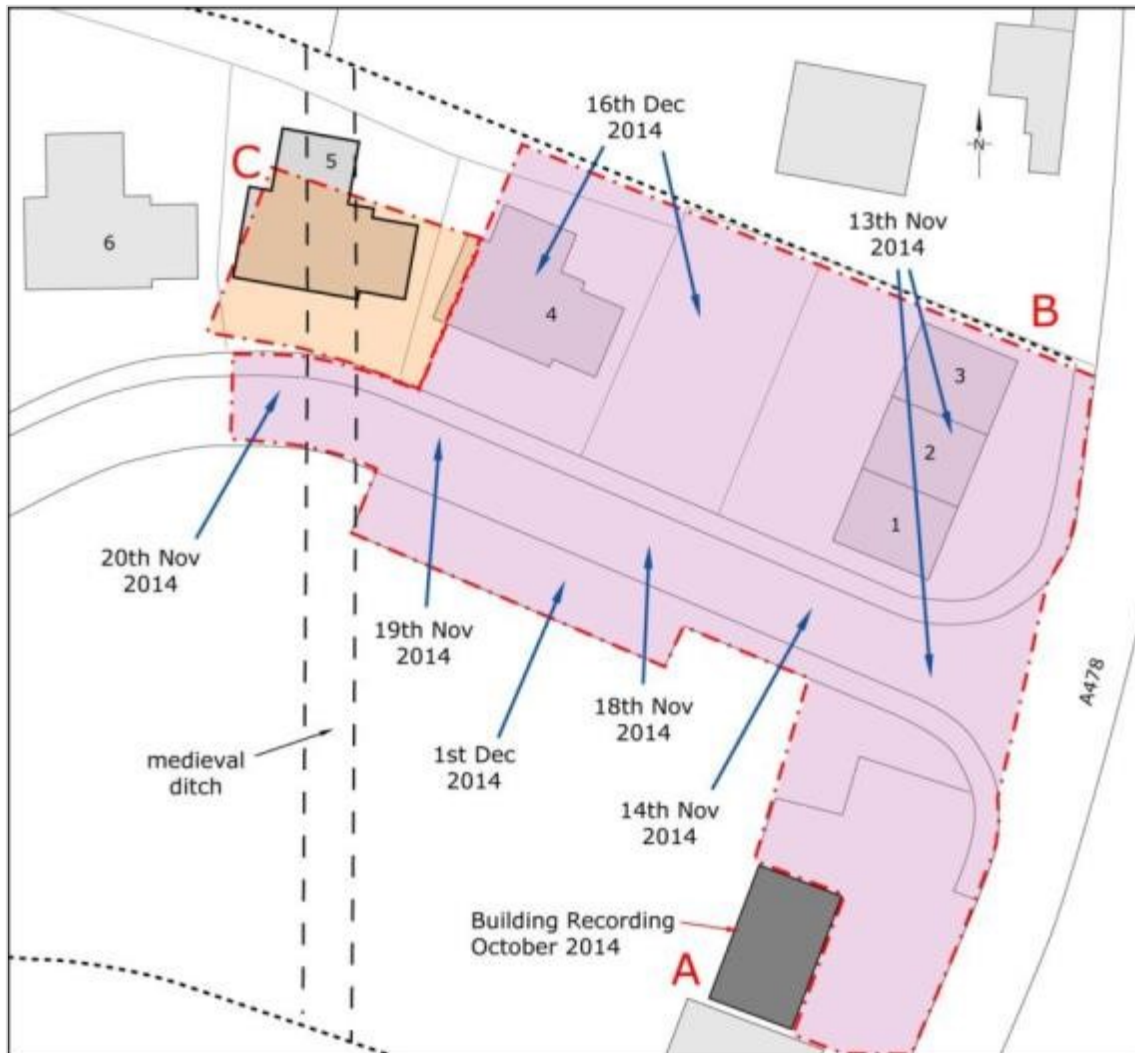 16th Dec
2014
-N-
C
5
6
13th Nov
2014
B
4
3
2
1
20th Nov
2014
19th Nov
2014
A478
18th Nov
2014
1st Dec
2014
medieval
ditch
14th Nov
2014
Building Recording
October 2014
A